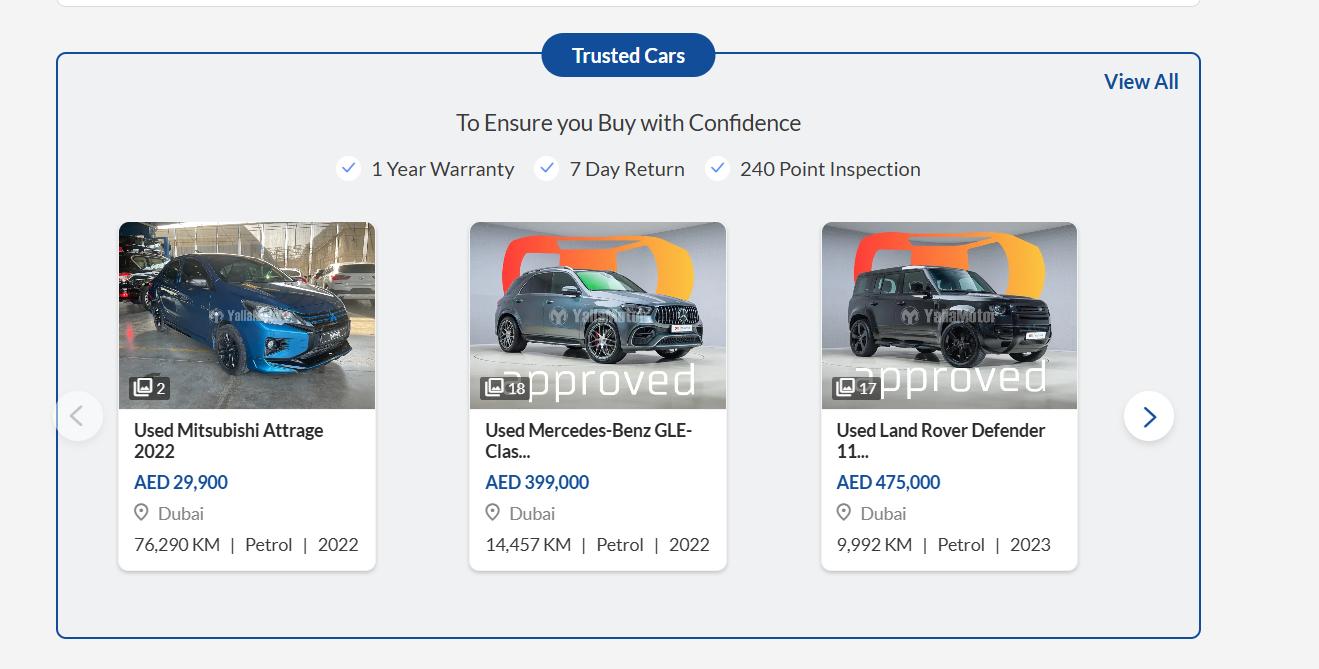 Trusted Cars
View All
To Ensure you Buy with Confidence
1 Year Warranty
7 Day Return
240 Point Inspection
YallaMotor
2
YallaMotor
approved
18
YallaMotor
approved
17
Used Mitsubishi Attrage
2022
AED 29,900
Dubai
76,290 KM | Petrol | 2022
Used Mercedes-Benz GLE-
Clas...
AED 399,000
Dubai
14,457 KM | Petrol | 2022
Used Land Rover Defender
11...
AED 475,000
Dubai
9,992 KM | Petrol | 2023